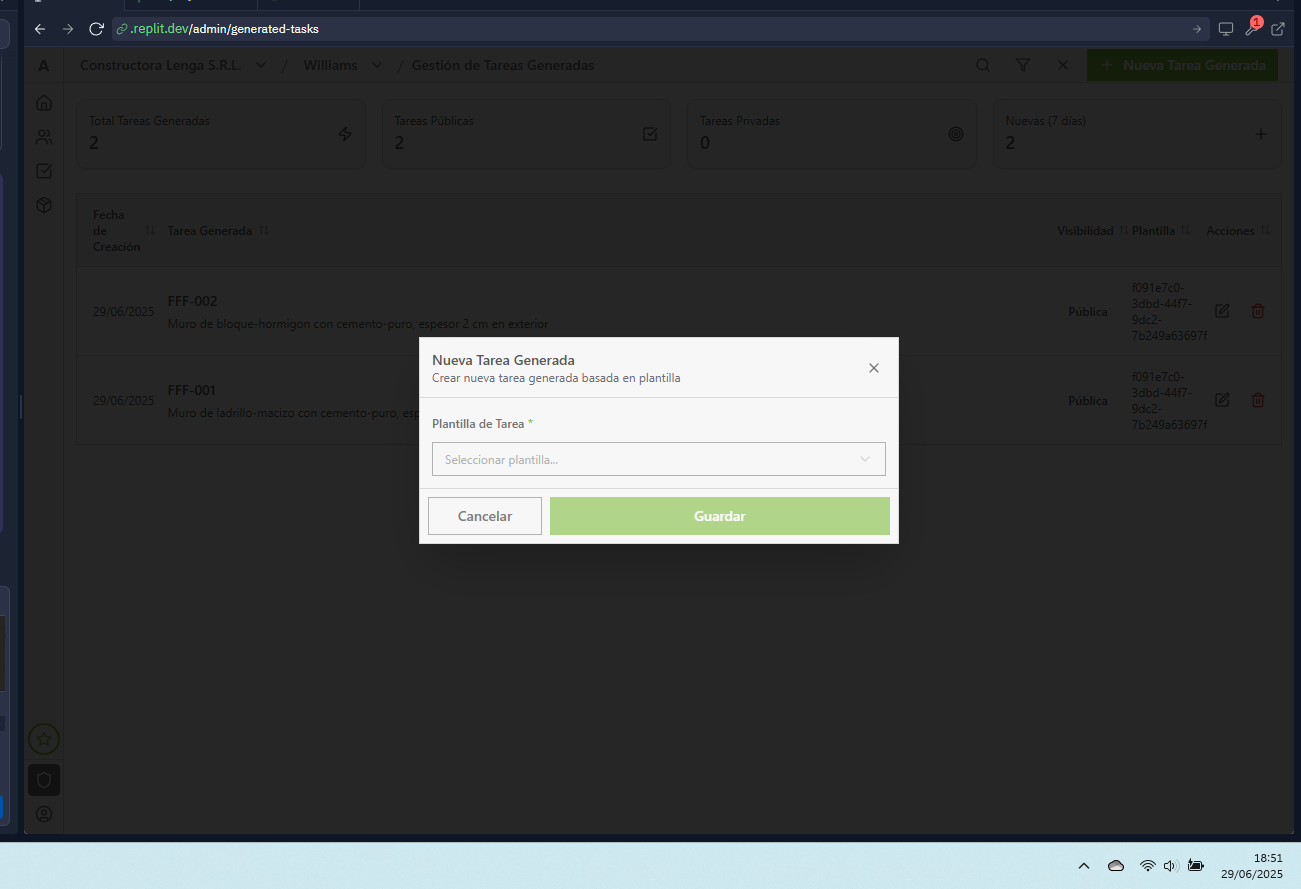 .replit.dev/admin/generated-tasks
1
A
Constructora Lenga S.R.L. / Williams / Gestión de Tareas Generadas
+ Nueva Tarea Generada
Total Tareas Generadas
2
Tareas Públicas
2
Tareas Privadas
0
Nuevas (7 días)
2
Fecha de Creación
Tarea Generada
Visibilidad
Plantilla
Acciones
29/06/2025
FFF-002
Muro de bloque-hormigon con cemento-puro, espesor 2 cm en exterior
Pública
f091e7c0-
3dbd-44f7-
9dc2-
7b249a63697f
29/06/2025
FFF-001
Muro de ladrillo-macizo con cemento-puro, esp
Pública
f091e7c0-
3dbd-44f7-
9dc2-
7b249a63697f
Nueva Tarea Generada
Crear nueva tarea generada basada en plantilla
Plantilla de Tarea *
Seleccionar plantilla...
Cancelar
Guardar
18:51
29/06/2025